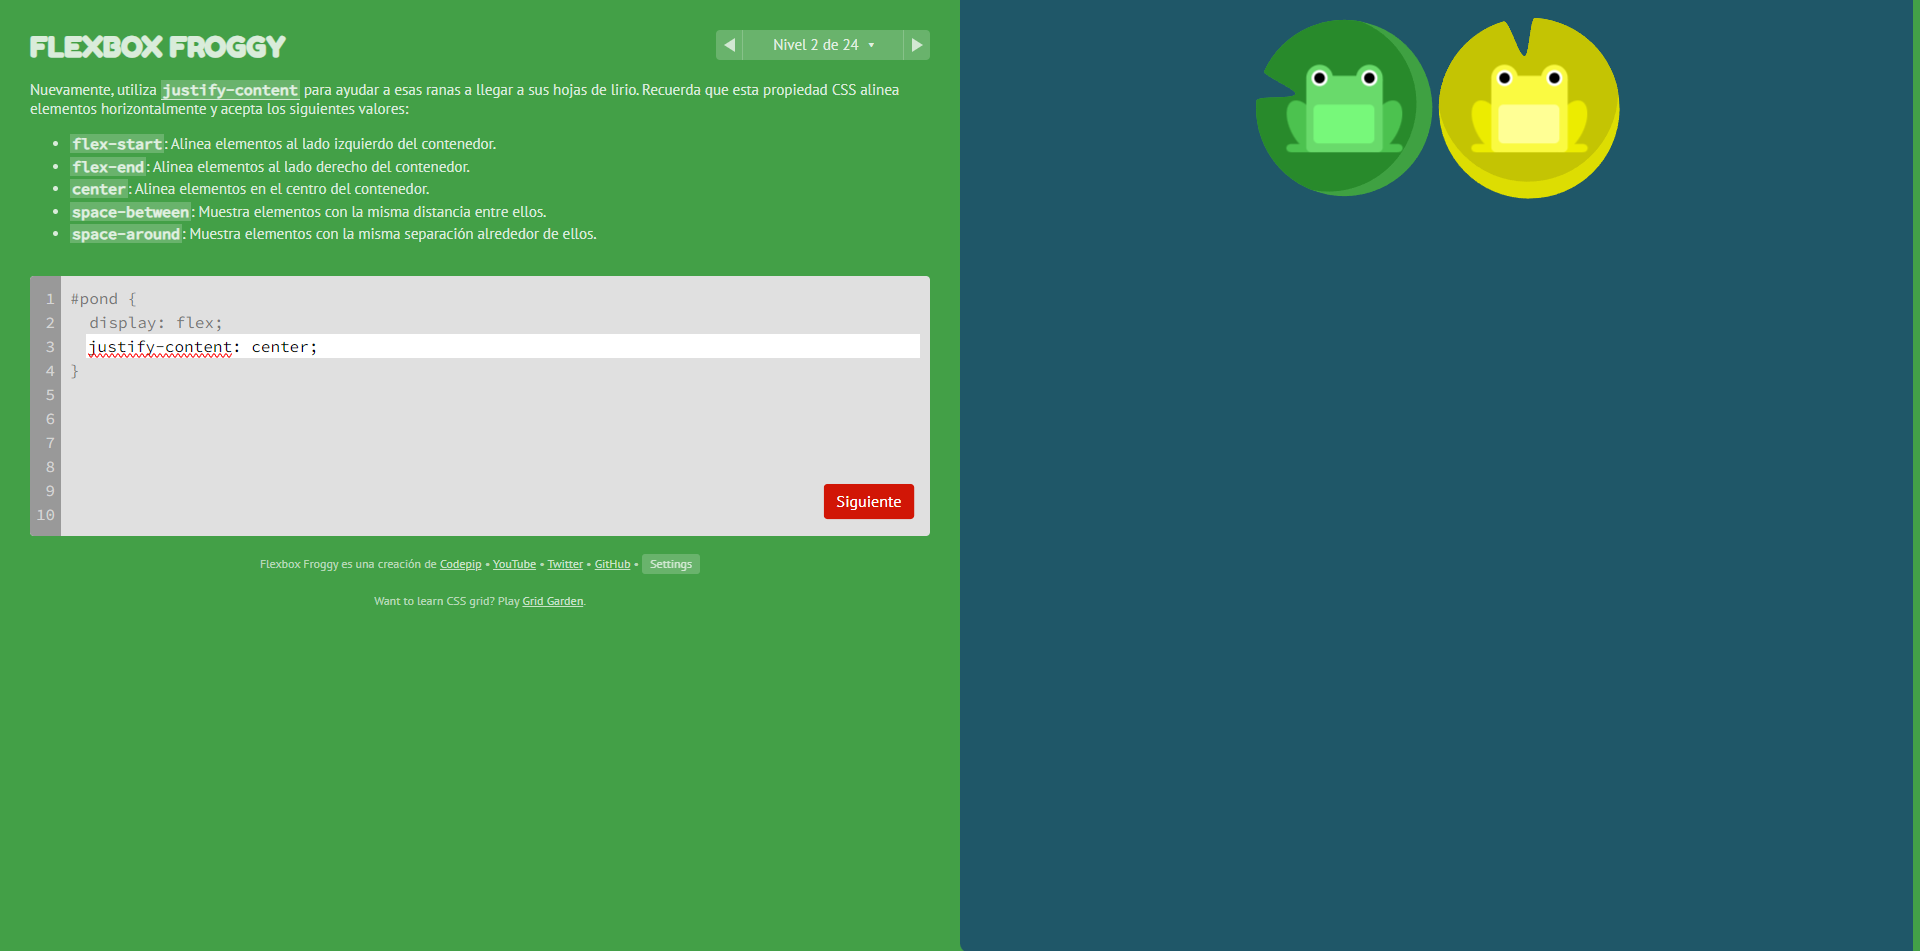 FLEXBOX FROGGY
Nivel 2 de 24
Nuevamente, utiliza justify-content para ayudar a esas ranas a llegar a sus hojas de lirio. Recuerda que esta propiedad CSS alinea
elementos horizontalmente y acepta los siguientes valores:
• flex-start: Alinea elementos al lado izquierdo del contenedor.
• flex-end: Alinea elementos al lado derecho del contenedor.
• center: Alinea elementos en el centro del contenedor.
• space-between: Muestra elementos con la misma distancia entre ellos.
• space-around: Muestra elementos con la misma separación alrededor de ellos.
1 #pond {
2 display: flex;
3 justify-content: center;
4 }
5
6
7
8
9
10
Siguiente
Flexbox Froggy es una creación de Codepip • YouTube • Twitter • GitHub • Settings
Want to learn CSS grid? Play Grid Garden.